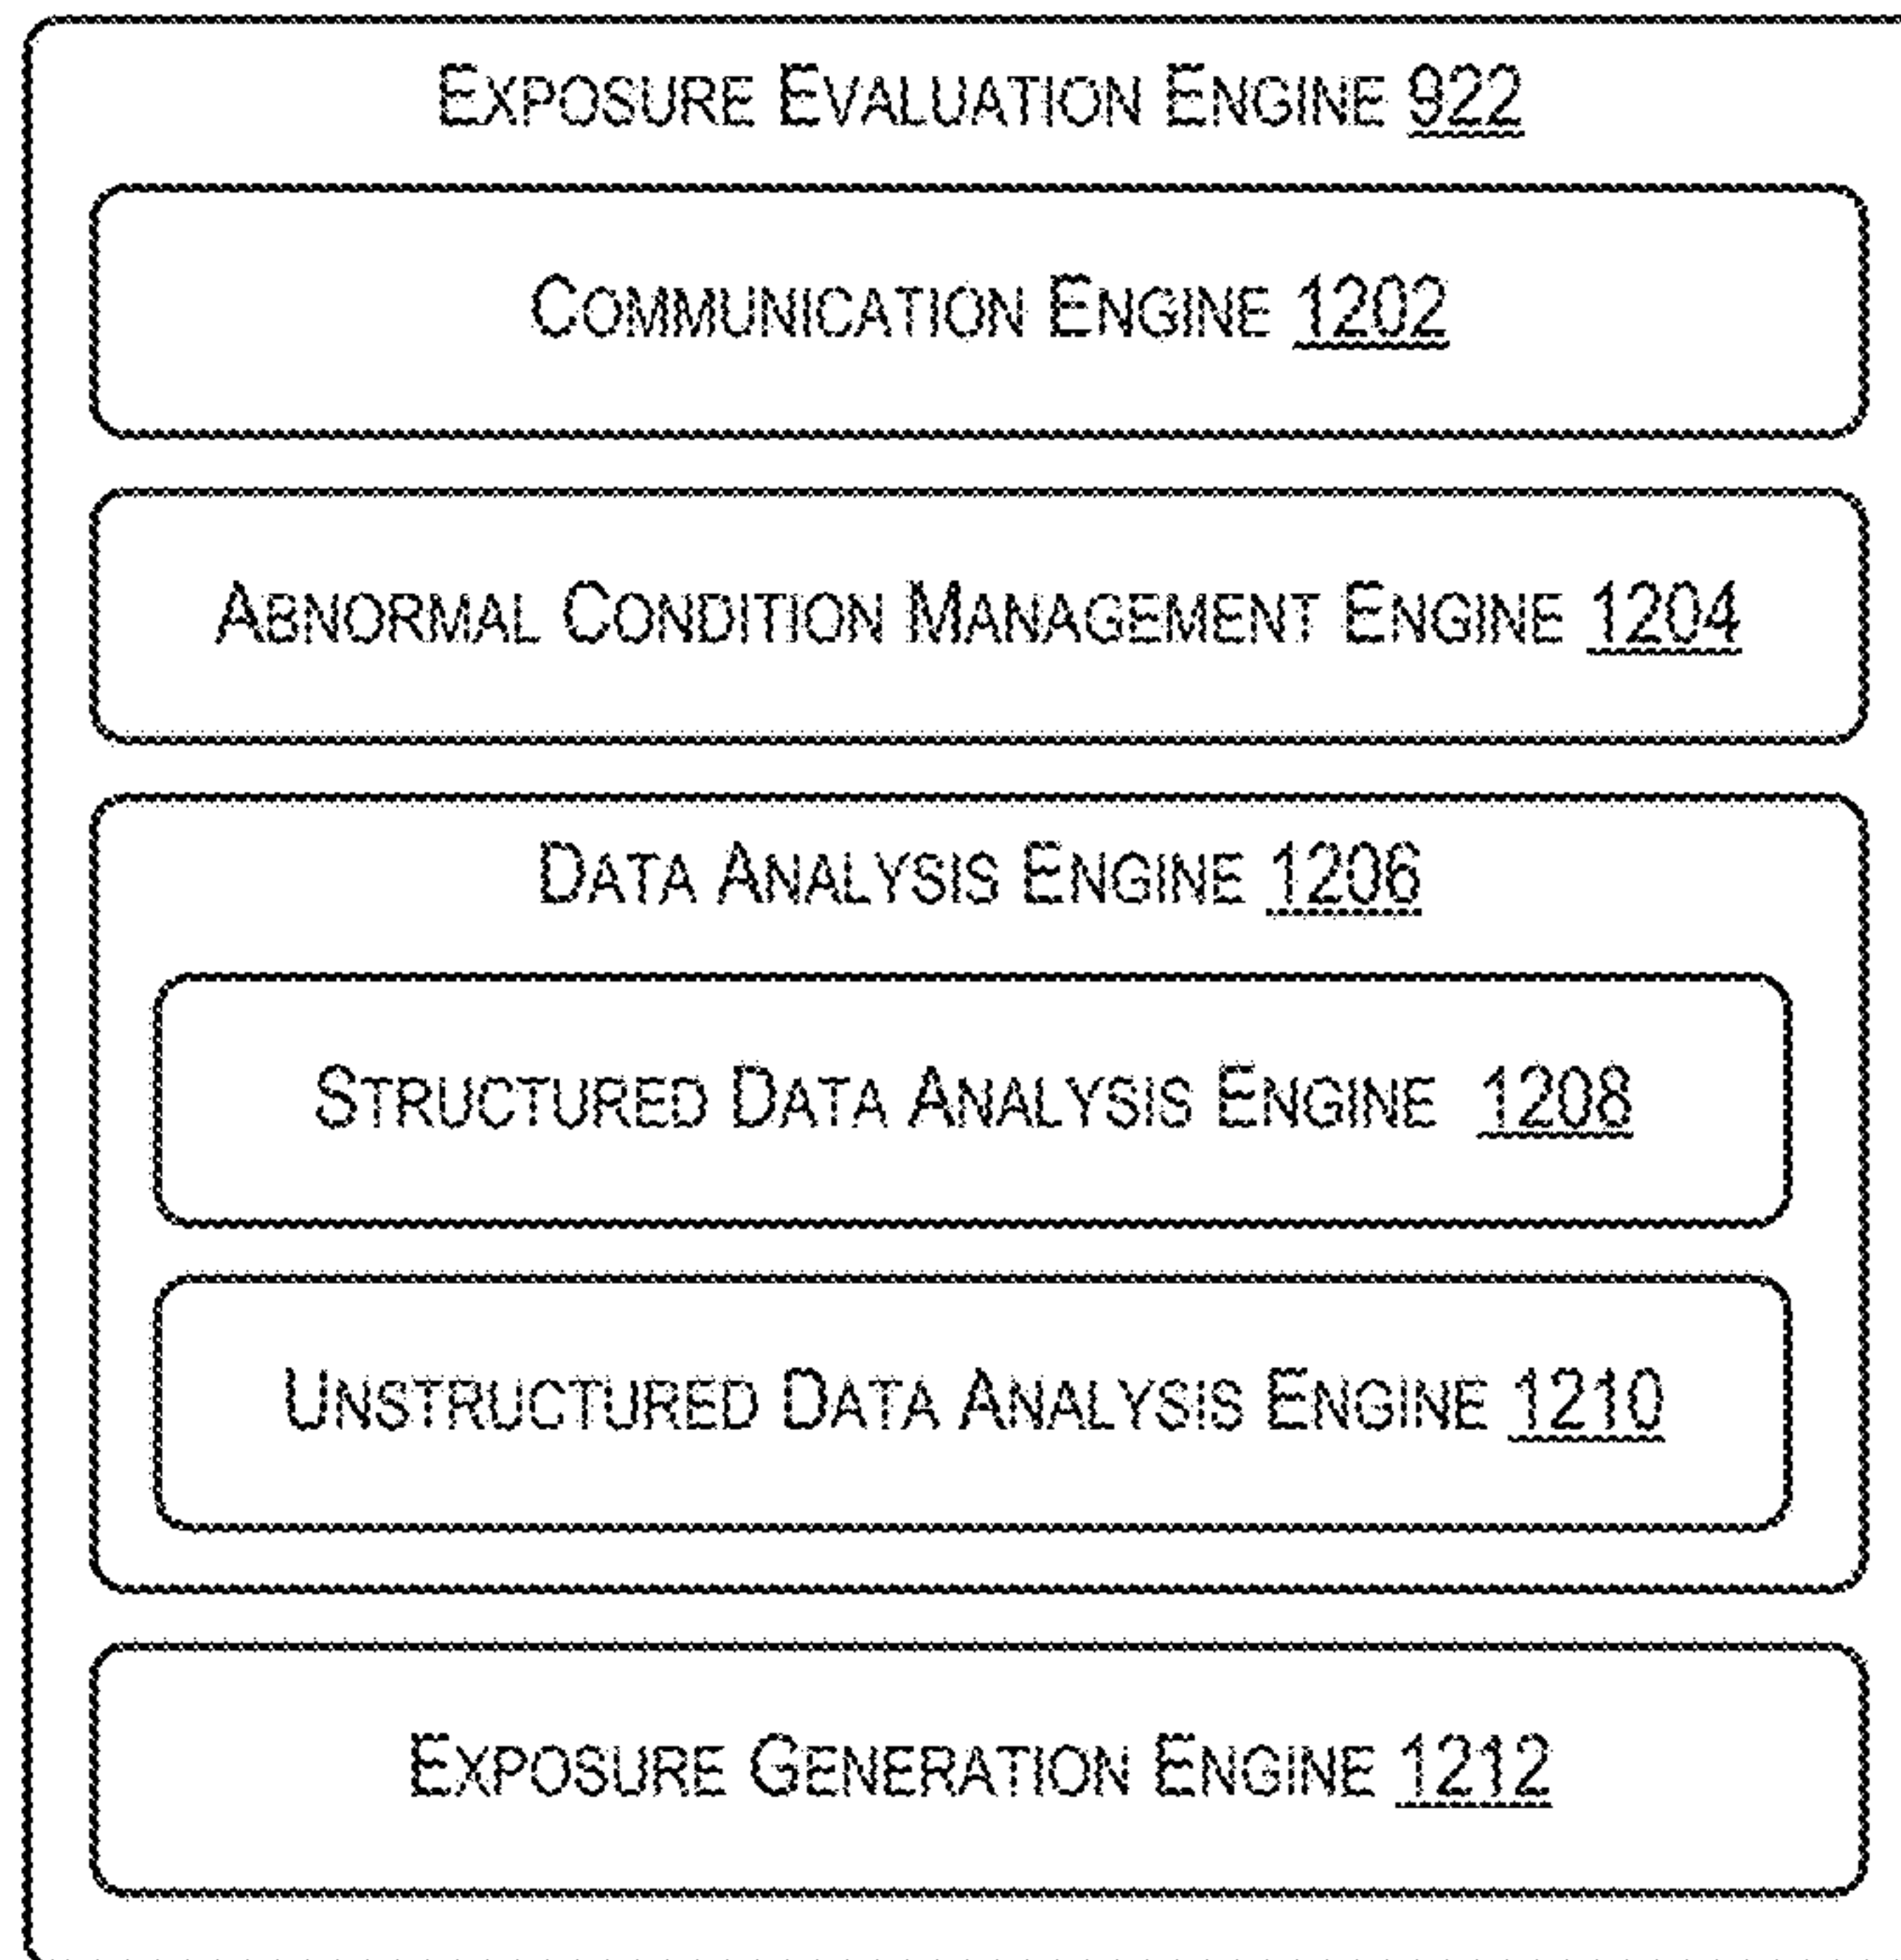 EXPOSURE EVALUATION ENGINE 922
COMMUNICATION ENGINE 1202
ABNORMAL CONDITION MANAGEMENT ENGINE 1204
DATA ANALYSIS ENGINE 1206
STRUCTURED DATA ANALYSIS ENGINE 1208
UNSTRUCTURED DATA ANALYSIS ENGINE 1210
EXPOSURE GENERATION ENGINE 1212